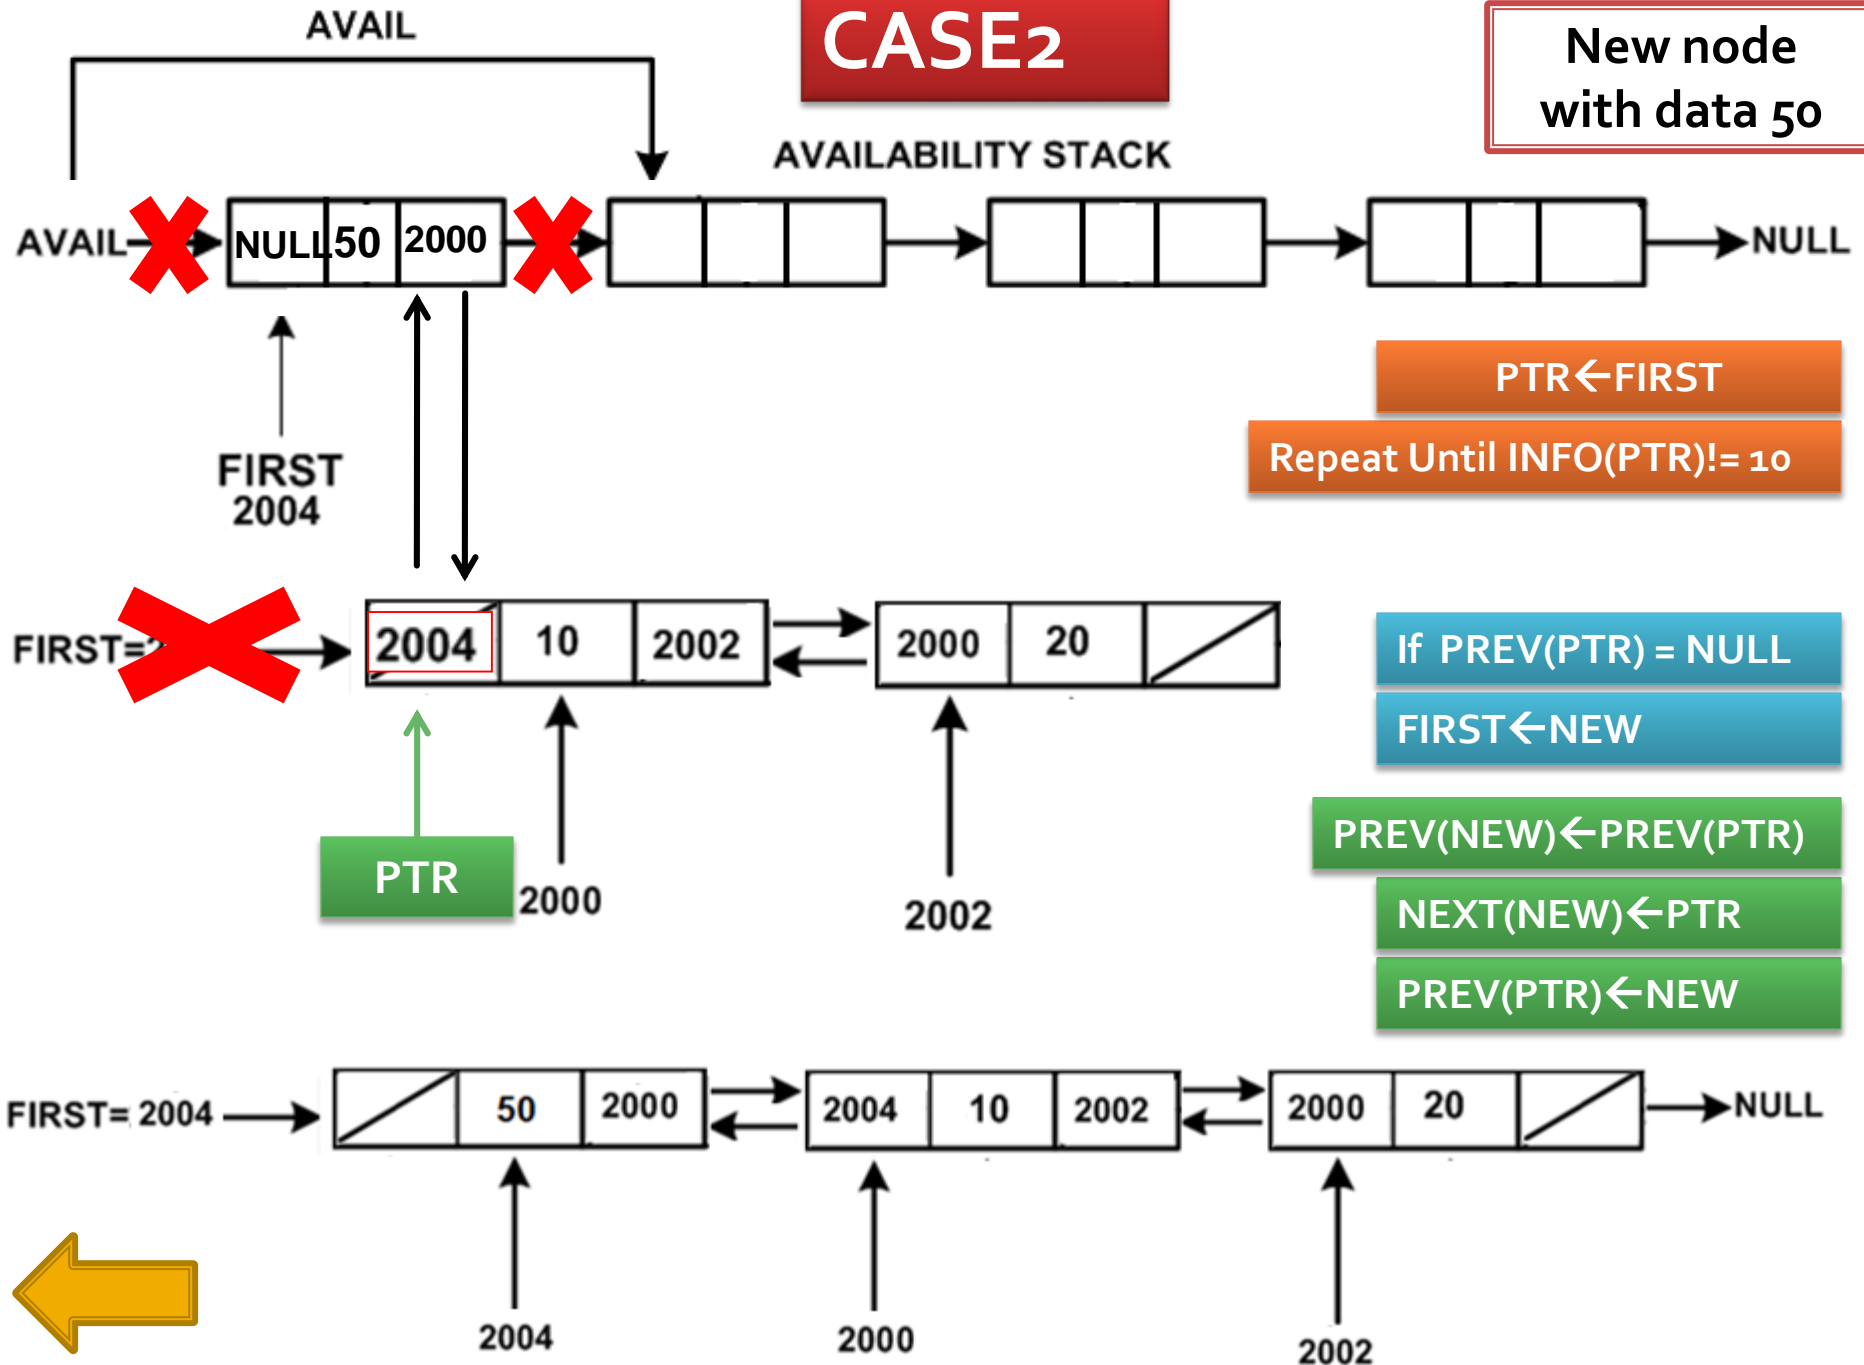 AVAIL
CASE2
New node
with data 50
AVAILABILITY STACK
AVAIL
NULL 50 2000
NULL
PTR←FIRST
Repeat Until INFO(PTR)!= 10
FIRST
2004
FIRST=
2004 10 2002
2000 20
If PREV(PTR) = NULL
FIRST←NEW
PTR
2000
2002
PREV(NEW)←PREV(PTR)
NEXT(NEW)←PTR
PREV(PTR)←NEW
FIRST= 2004
50 2000
2004 10 2002
2000 20
NULL
2004
2000
2002